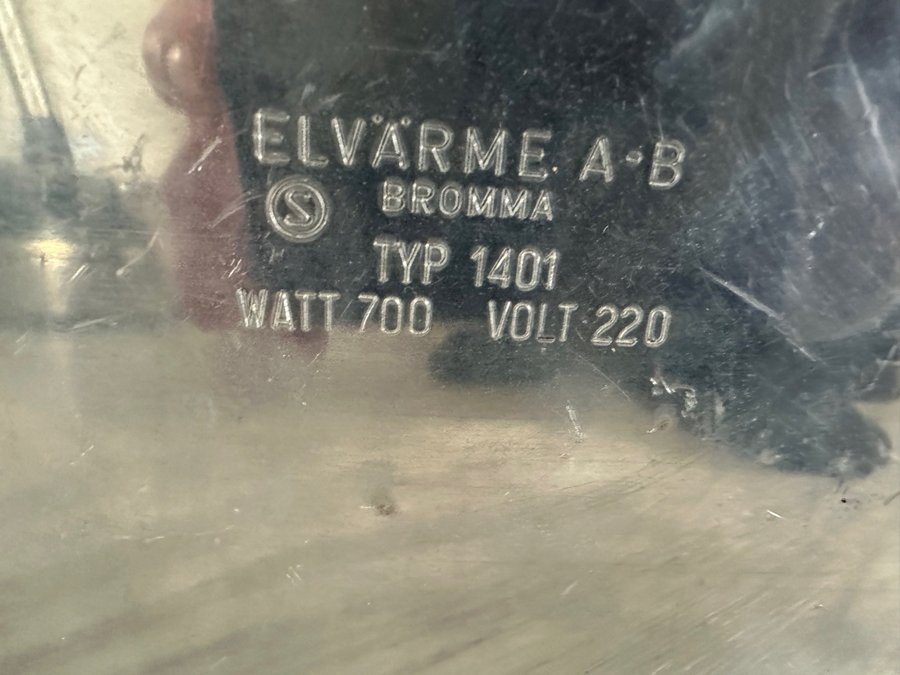 ELVÄRME A·B
S BROMMA
TYP 1401
WATT 700 VOLT 220